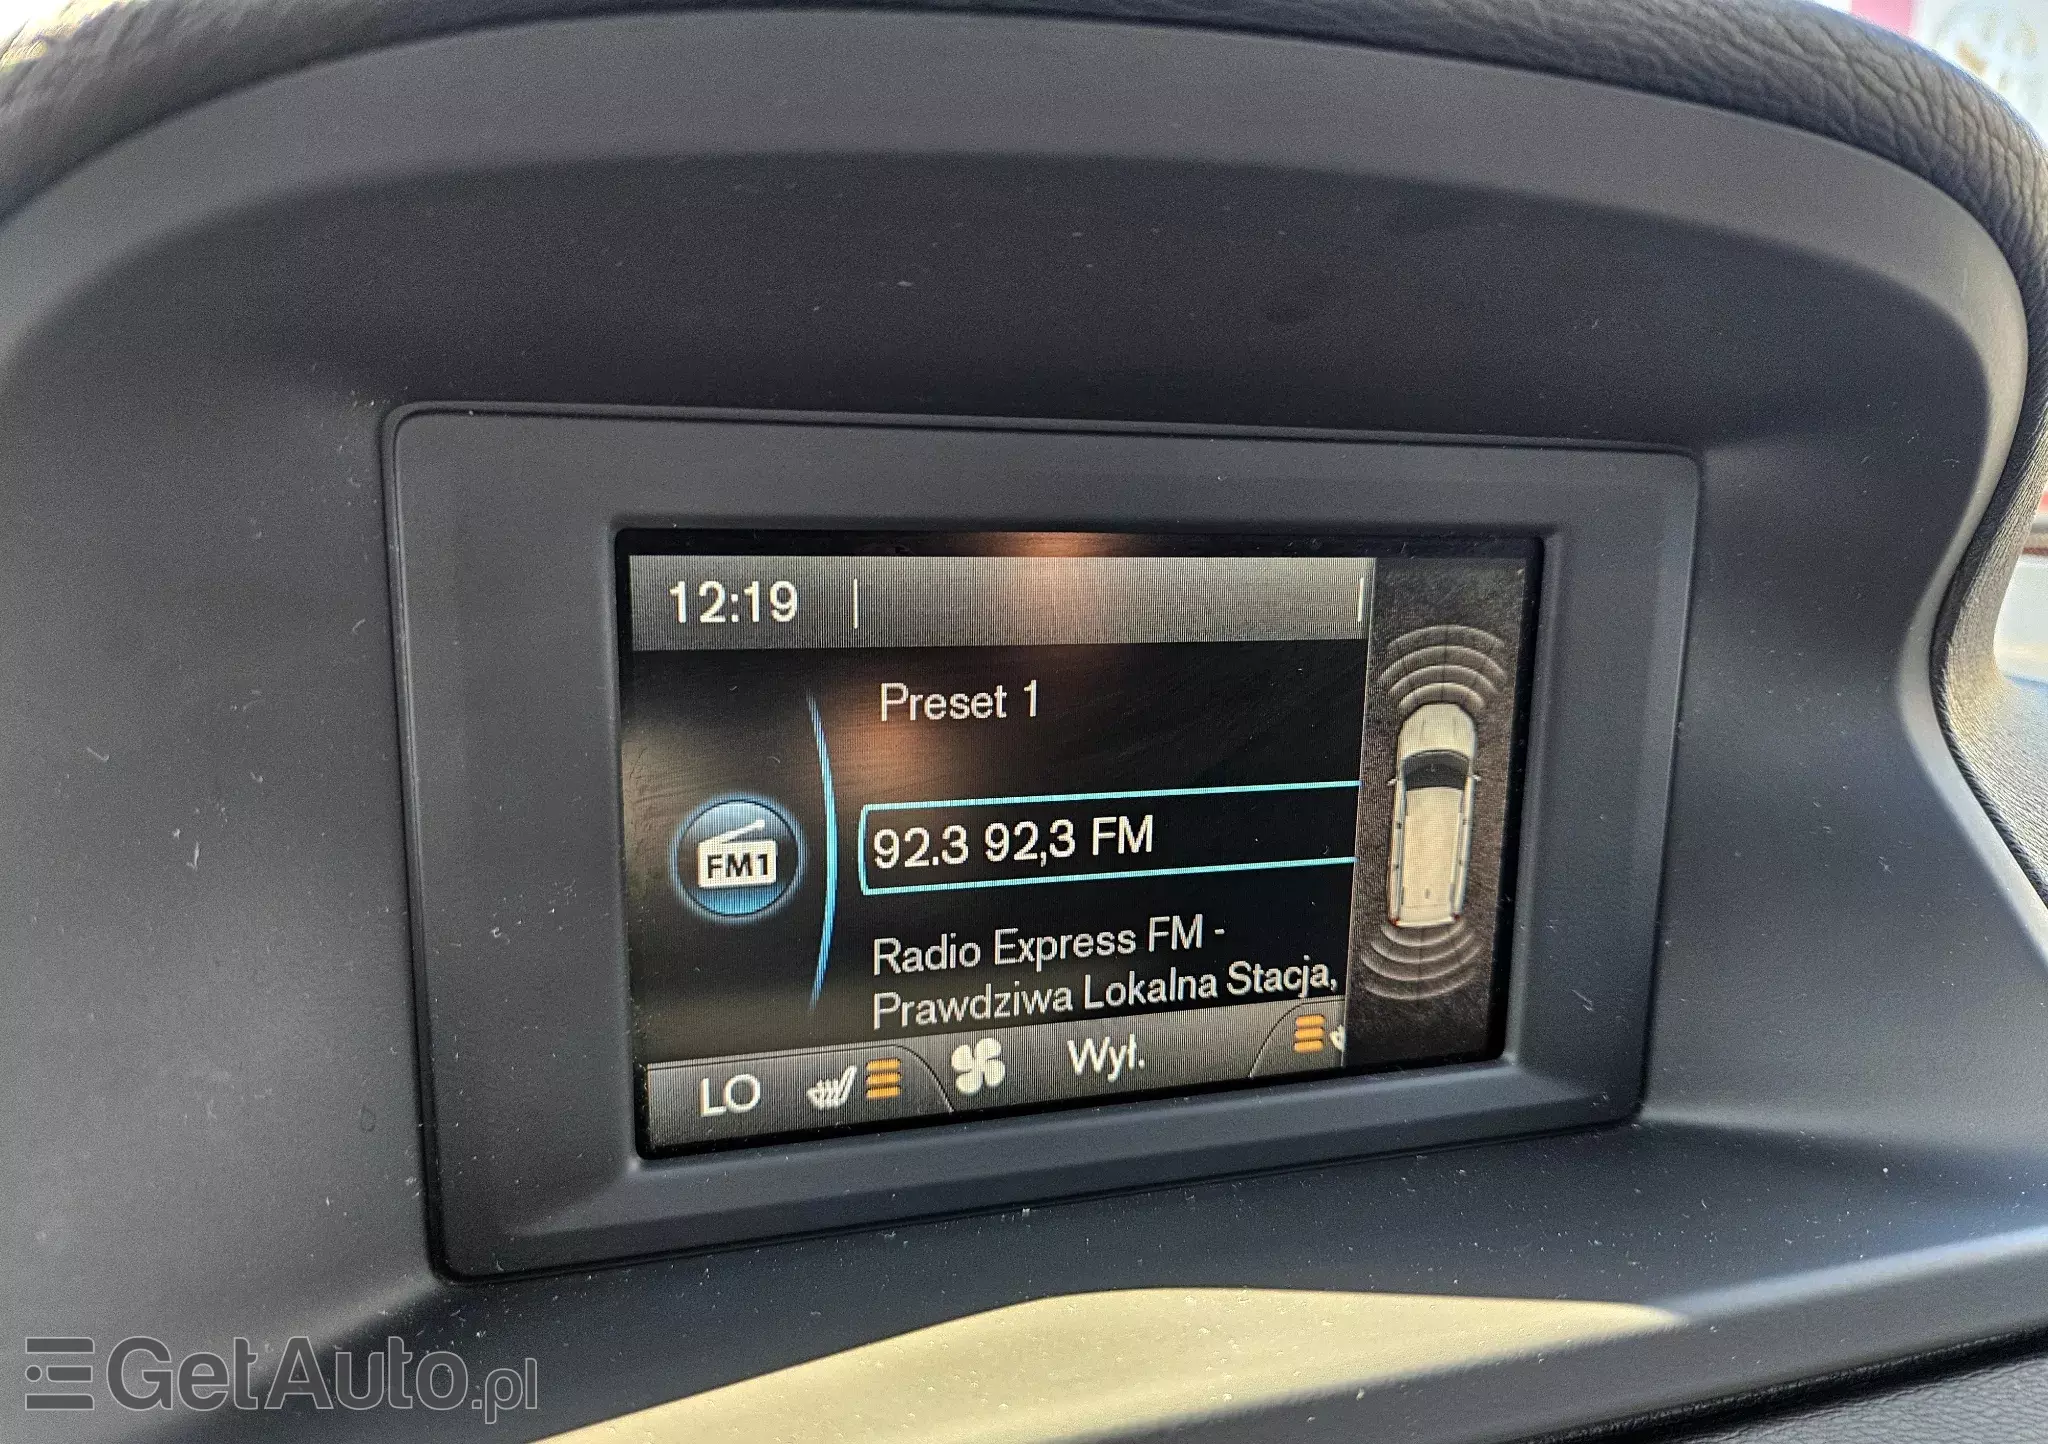 12:19
Preset 1
FM1
92.3 92,3 FM
Radio Express FM -
Prawdziwa Lokalna Stacja,
LO Wył.
GetAuto.pl